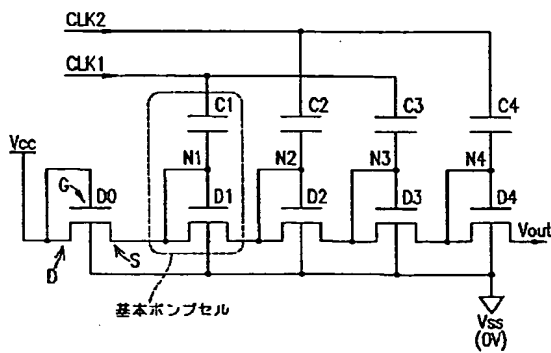 CLK2
CLK1
C1 C2 C3 C4
Vcc
N1 N2 N3 N4
G D0 D1 D2 D3 D4
D S Vout
基本ポンプセル
Vss
(0V)